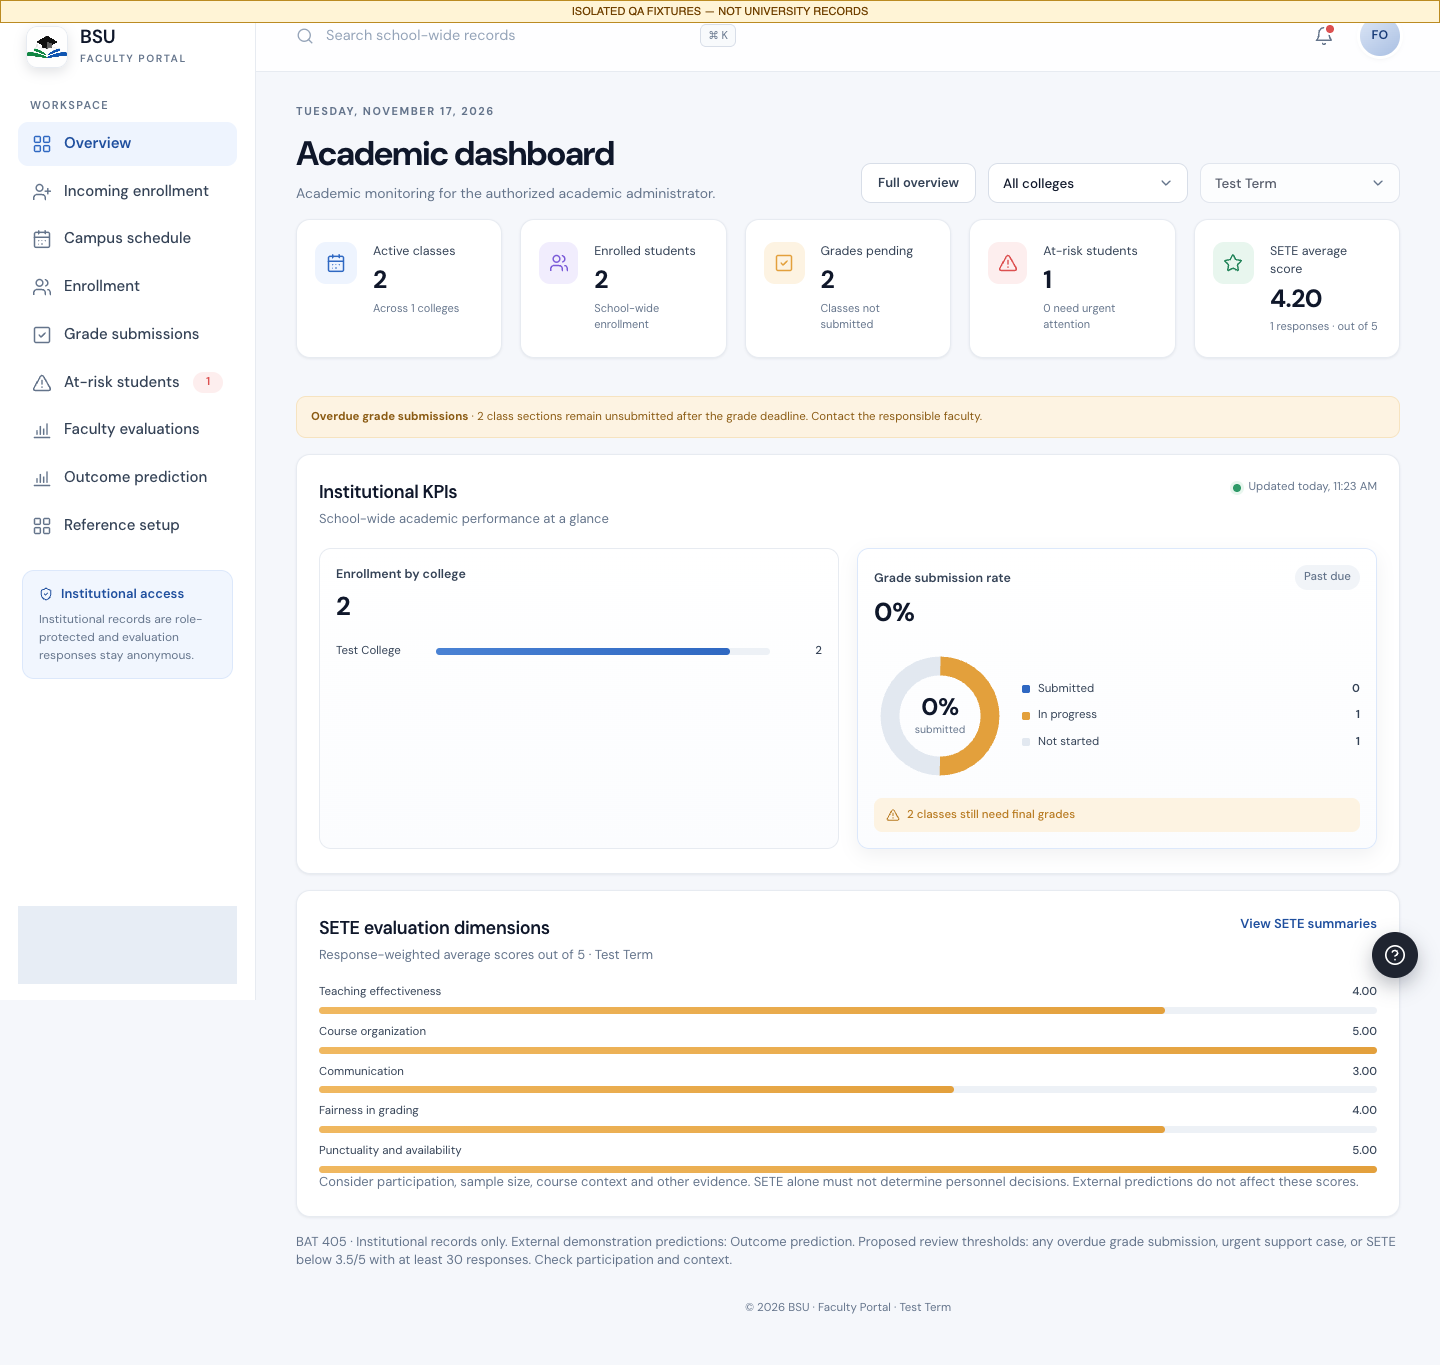 ISOLATED QA FIXTURES — NOT UNIVERSITY RECORDS
BSU
FACULTY PORTAL
Search school-wide records
⌘ K
FO
WORKSPACE
Overview
Incoming enrollment
Campus schedule
Enrollment
Grade submissions
At-risk students 1
Faculty evaluations
Outcome prediction
Reference setup
Institutional access
Institutional records are role-
protected and evaluation
responses stay anonymous.
TUESDAY, NOVEMBER 17, 2026
Academic dashboard
Academic monitoring for the authorized academic administrator.
Full overview
All colleges
Test Term
Active classes
2
Across 1 colleges
Enrolled students
2
School-wide
enrollment
Grades pending
2
Classes not
submitted
At-risk students
1
0 need urgent
attention
SETE average
score
4.20
1 responses · out of 5
Overdue grade submissions · 2 class sections remain unsubmitted after the grade deadline. Contact the responsible faculty.
Institutional KPIs
Updated today, 11:23 AM
School-wide academic performance at a glance
Enrollment by college
2
Test College 2
Grade submission rate
Past due
0%
0%
submitted
Submitted 0
In progress 1
Not started 1
2 classes still need final grades
SETE evaluation dimensions
View SETE summaries
Response-weighted average scores out of 5 · Test Term
Teaching effectiveness 4.00
Course organization 5.00
Communication 3.00
Fairness in grading 4.00
Punctuality and availability 5.00
Consider participation, sample size, course context and other evidence. SETE alone must not determine personnel decisions. External predictions do not affect these scores.
BAT 405 · Institutional records only. External demonstration predictions: Outcome prediction. Proposed review thresholds: any overdue grade submission, urgent support case, or SETE
below 3.5/5 with at least 30 responses. Check participation and context.
© 2026 BSU · Faculty Portal · Test Term